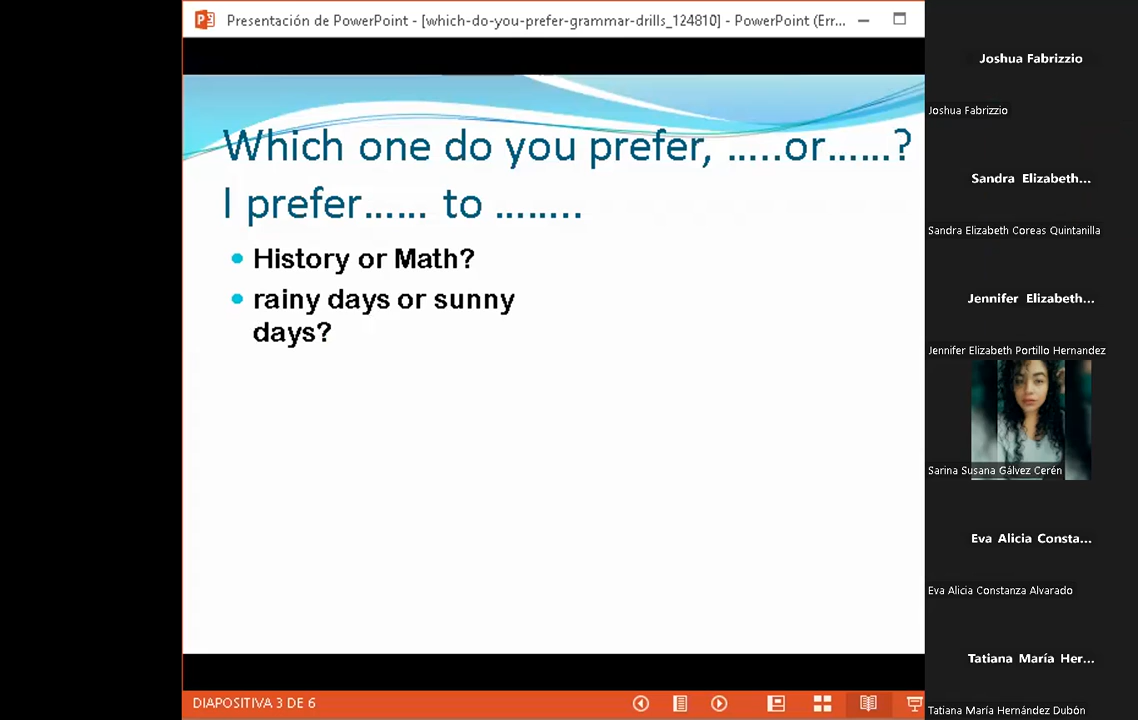 Presentación de PowerPoint - [which-do-you-prefer-grammar-drills_124810] - PowerPoint (Err...
Which one do you prefer, .....or......?
I prefer...... to ........
History or Math?
rainy days or sunny
days?
DIAPOSITIVA 3 DE 6
Joshua Fabrizzio
Joshua Fabrizzio
Sandra Elizabeth...
Sandra Elizabeth Coreas Quintanilla
Jennifer Elizabeth...
Jennifer Elizabeth Portillo Hernandez
Sarina Susana Gálvez Cerén
Eva Alicia Consta...
Eva Alicia Constanza Alvarado
Tatiana María Her...
Tatiana María Hernández Dubón